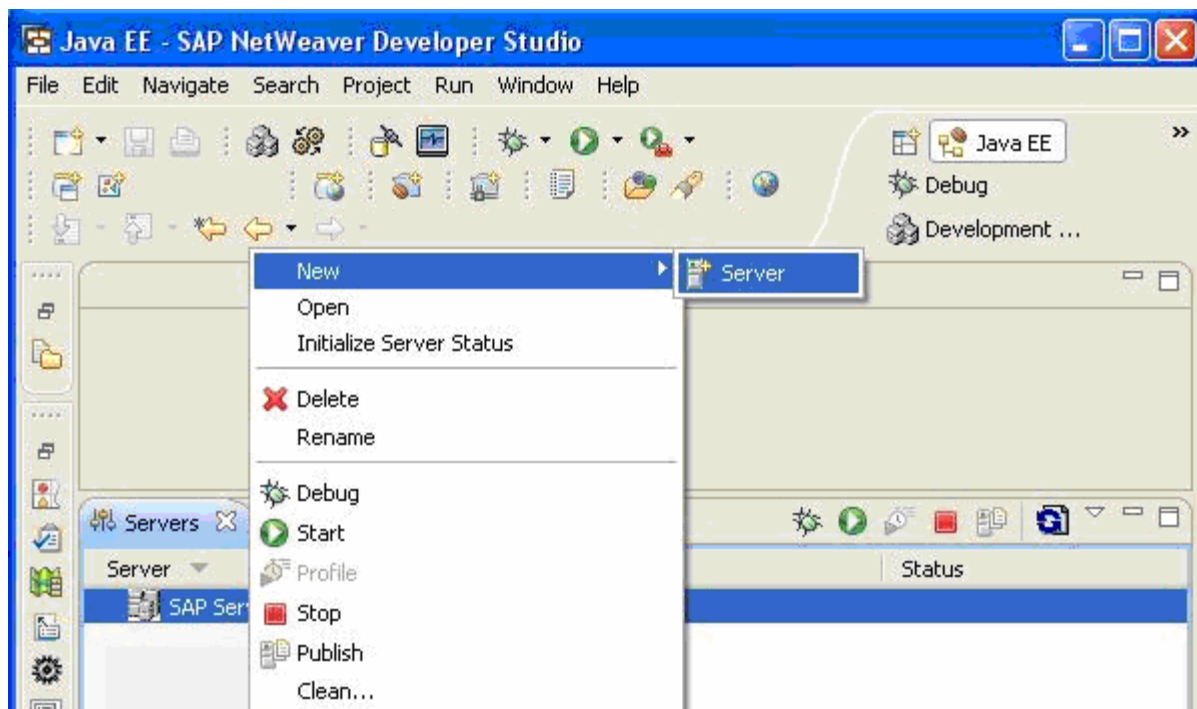 Java EE - SAP NetWeaver Developer Studio
File Edit Navigate Search Project Run Window Help
Java EE
»
Debug
Development ...
New
Server
Open
Initialize Server Status
Delete
Rename
Debug
Servers
Start
Server
Status
Profile
SAP Ser
Stop
Publish
Clean...